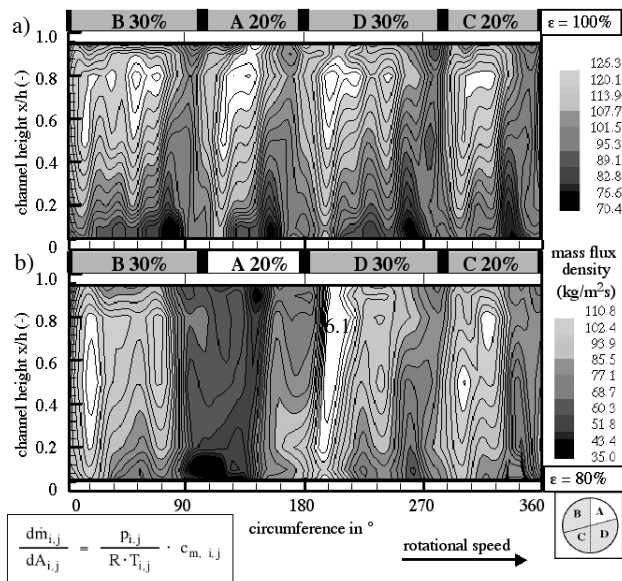 B 30%
A 20%
D 30%
C 20%
ε = 100%
a)
1.0
0.8
0.6
0.4
0.2
0
channel height x/h (-)
125.3
120.1
113.9
107.7
101.5
95.3
89.1
82.8
75.6
70.4
mass flux
density
(kg/m²s)
b)
B 30%
A 20%
D 30%
C 20%
1.0
0.8
0.6
0.4
0.2
0
channel height x/h (-)
6.1
110.8
102.4
93.9
85.5
77.1
68.7
60.3
51.8
43.4
35.0
ε = 80%
0
90
180
270
360
circumference in °
rotational speed
B
A
C
D
dṁi,j / dAi,j = pi,j / R · Ti,j · cm, i,j